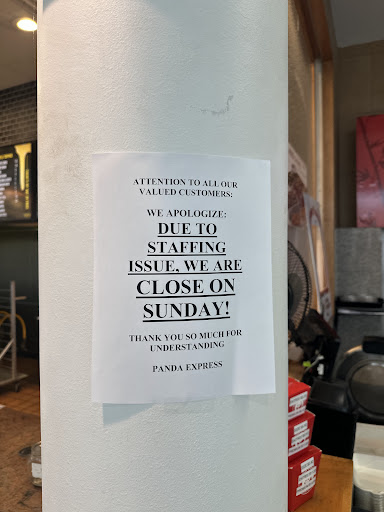 ATTENTION TO ALL OUR
VALUED CUSTOMERS:
WE APOLOGIZE:
DUE TO
STAFFING
ISSUE, WE ARE
CLOSE ON
SUNDAY!
THANK YOU SO MUCH FOR
UNDERSTANDING
PANDA EXPRESS